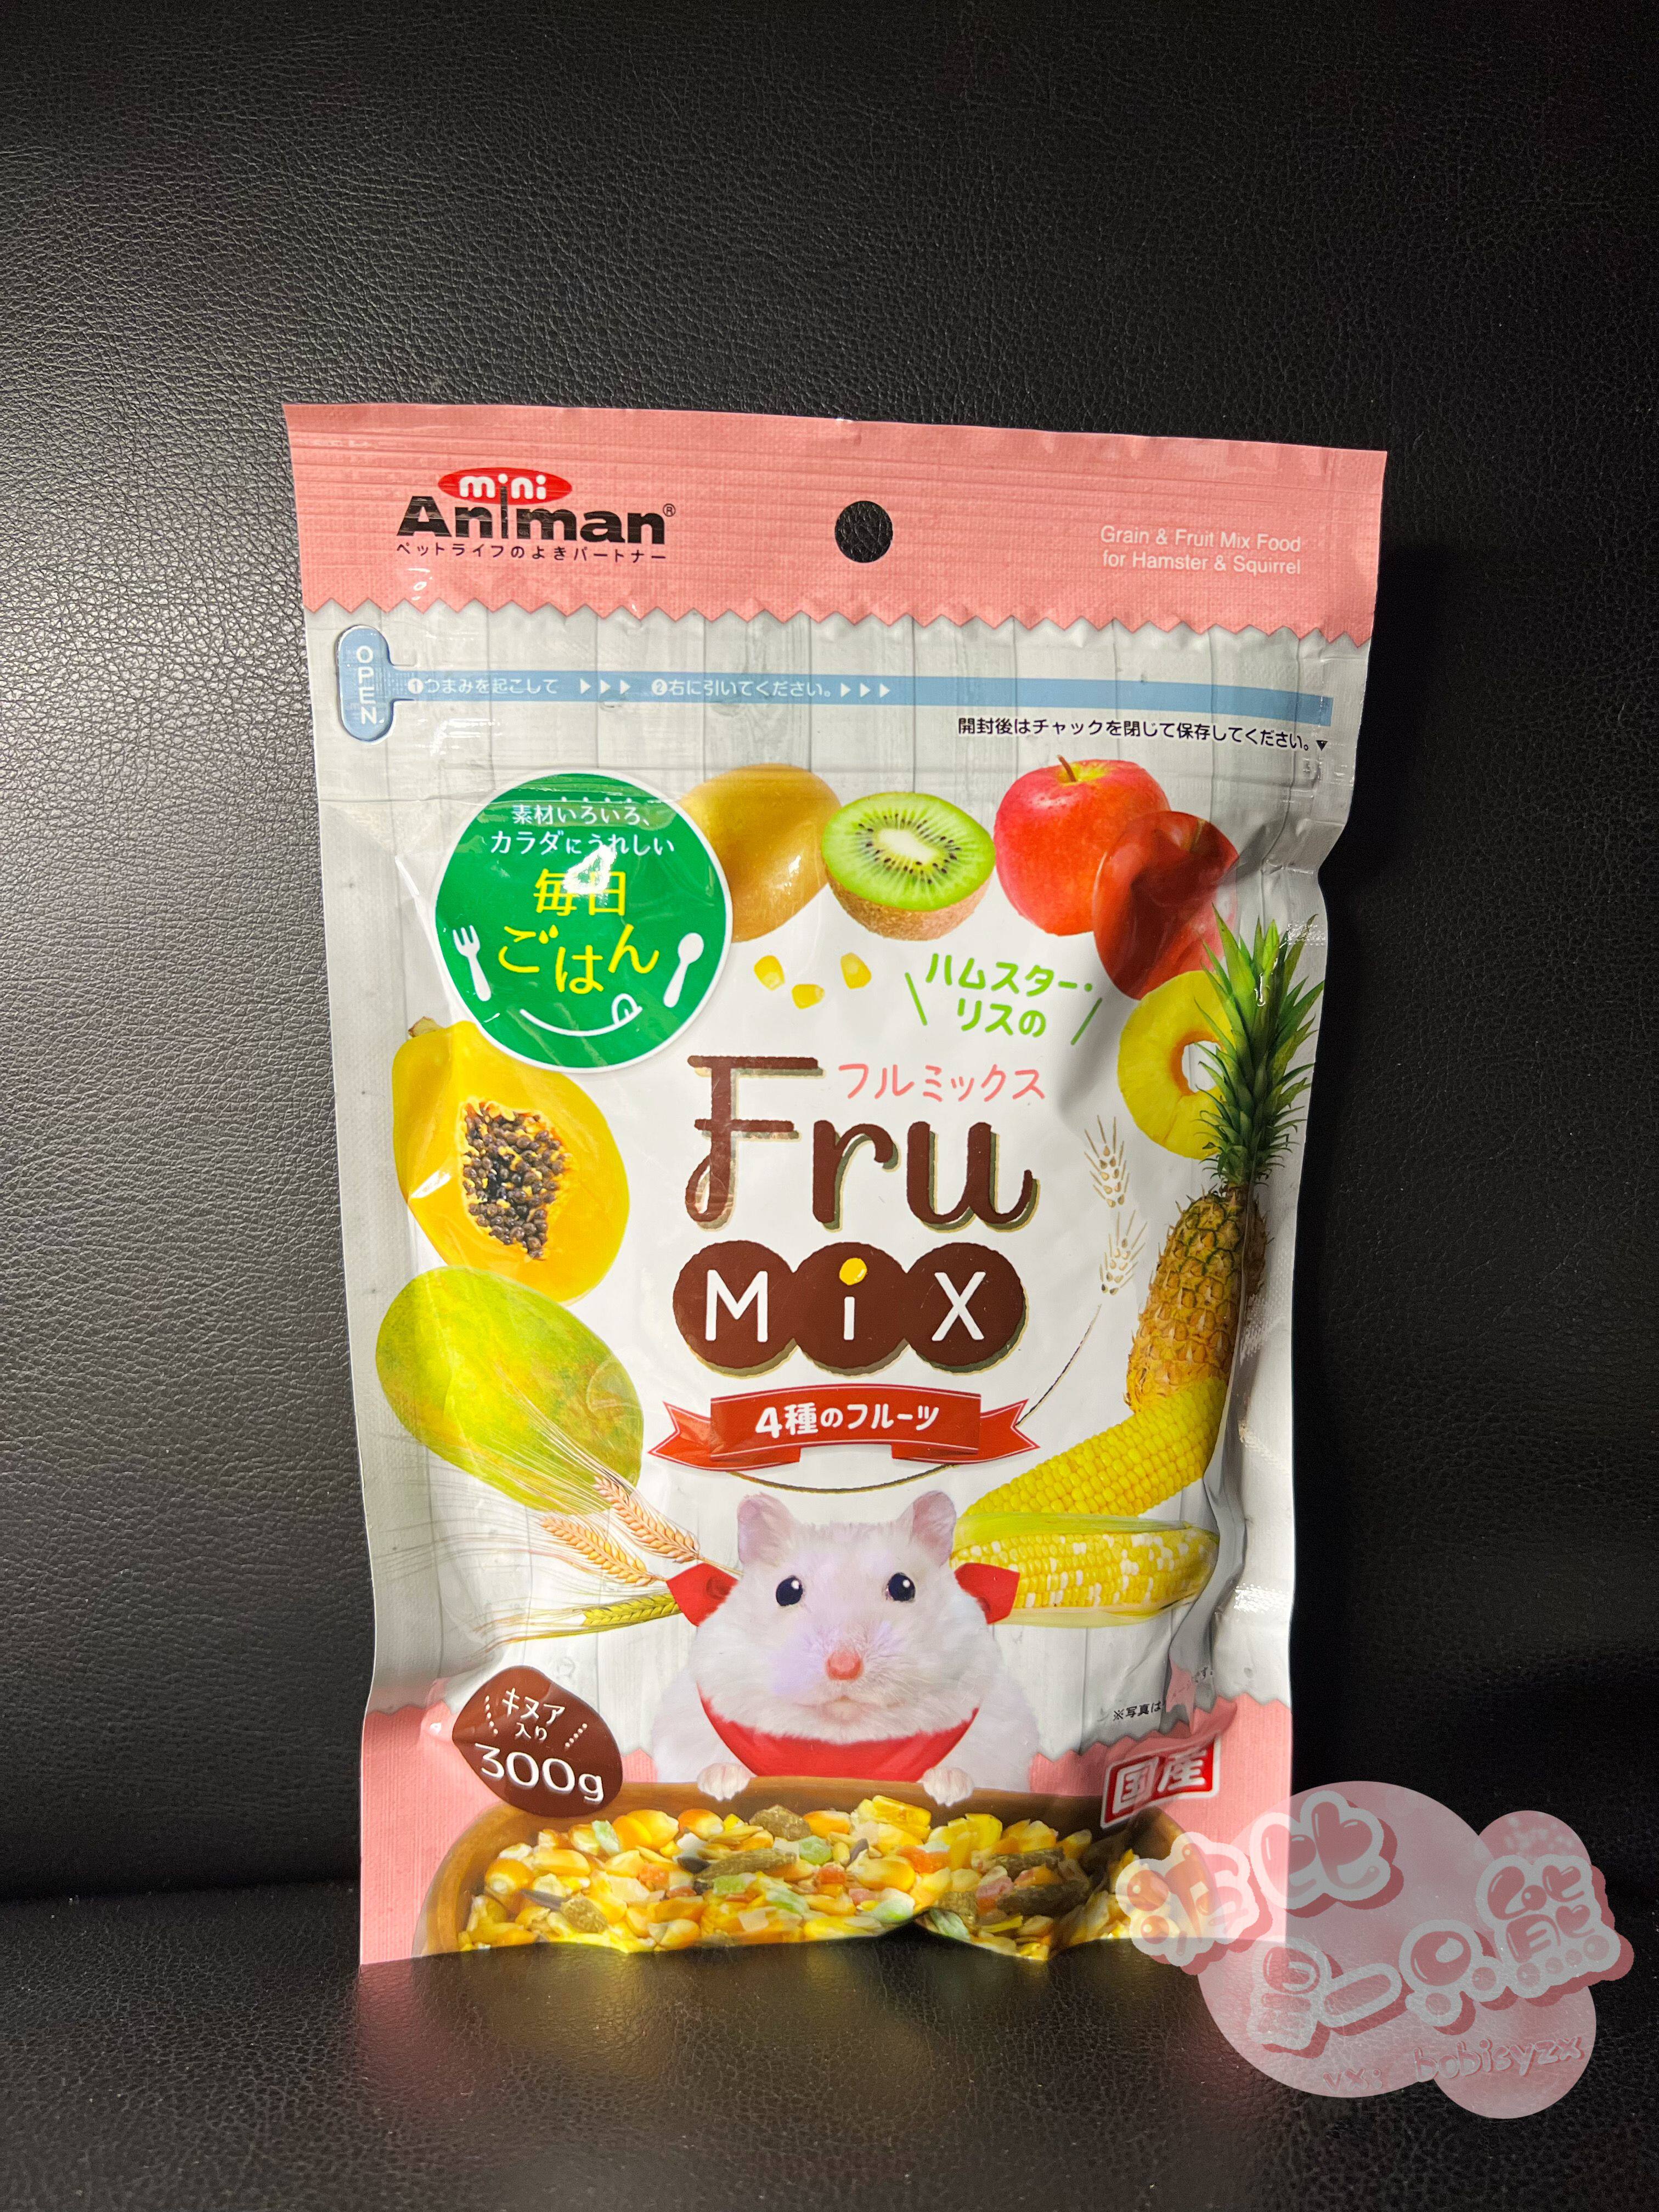 mini
Animan®
ペットライフのよきパートナー
Grain & Fruit Mix Food
for Hamster & Squirrel
OPEN
❶つまみを起こして ▶▶▶ ❷右に引いてください。▶▶▶
開封後はチャックを閉じて保存してください。▼
素材いろいろ、
カラダにうれしい
毎日
ごはん
ハムスター・
リスの
フルミックス
Fru
MiX
4種のフルーツ
キヌア
入り
300g
※写真は
国産
vx: bobisyzx